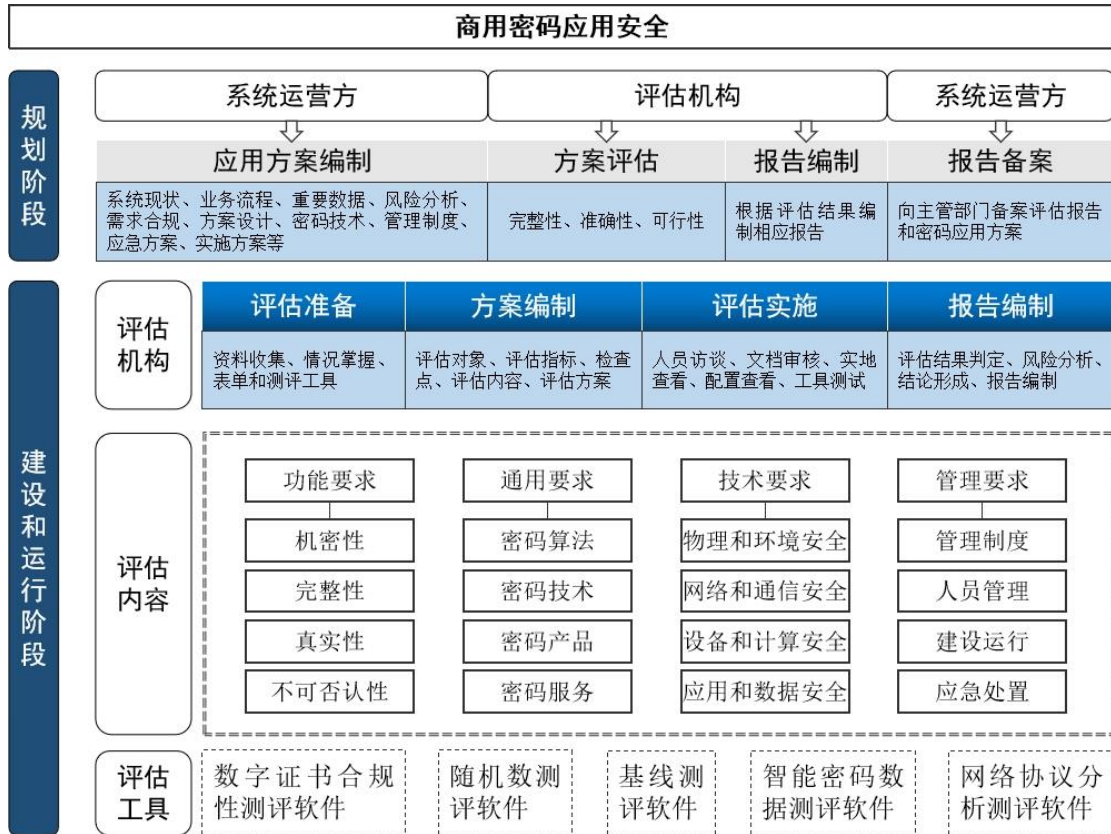 商用密码应用安全
规划阶段
系统运营方
评估机构
系统运营方
应用方案编制
方案评估
报告编制
报告备案
系统现状、业务流程、重要数据、风险分析、
需求合规、方案设计、密码技术、管理制度、
应急方案、实施方案等
完整性、准确性、可行性
根据评估结果编
制相应报告
向主管部门备案评估报告
和密码应用方案
建设和运行阶段
评估
机构
评估准备
方案编制
评估实施
报告编制
资料收集、情况掌握、
表单和测评工具
评估对象、评估指标、检查
点、评估内容、评估方案
人员访谈、文档审核、实地
查看、配置查看、工具测试
评估结果判定、风险分析、
结论形成、报告编制
评估
内容
功能要求
通用要求
技术要求
管理要求
机密性
密码算法
物理和环境安全
管理制度
完整性
密码技术
网络和通信安全
人员管理
真实性
密码产品
设备和计算安全
建设运行
不可否认性
密码服务
应用和数据安全
应急处置
评估
工具
数字证书合规
性测评软件
随机数测
评软件
基线测
评软件
智能密码数
据测评软件
网络协议分
析测评软件